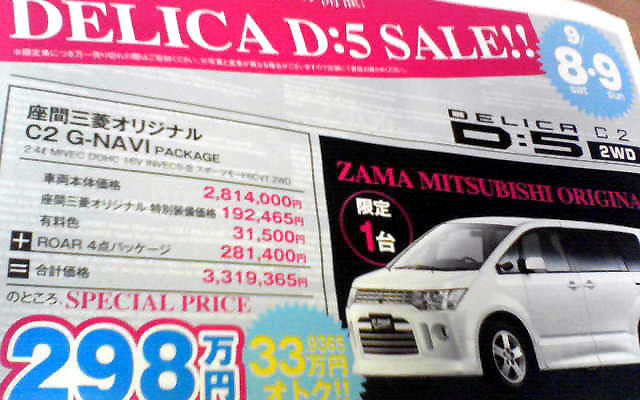 DELICA D:5 SALE!!
9/
8・9
sat sun
DELICA
D:5 C2
2WD
座間三菱オリジナル
C2 G-NAVI PACKAGE
車両本体価格 2,814,000円
座間三菱オリジナル 特別装備価格 192,465円
有料色 31,500円
+ ROAR 4点パッケージ 281,400円
= 合計価格 3,319,365円
のところ、SPECIAL PRICE
298万円
33万9365円
オトク!!
ZAMA MITSUBISHI ORIGINA
限定
1台